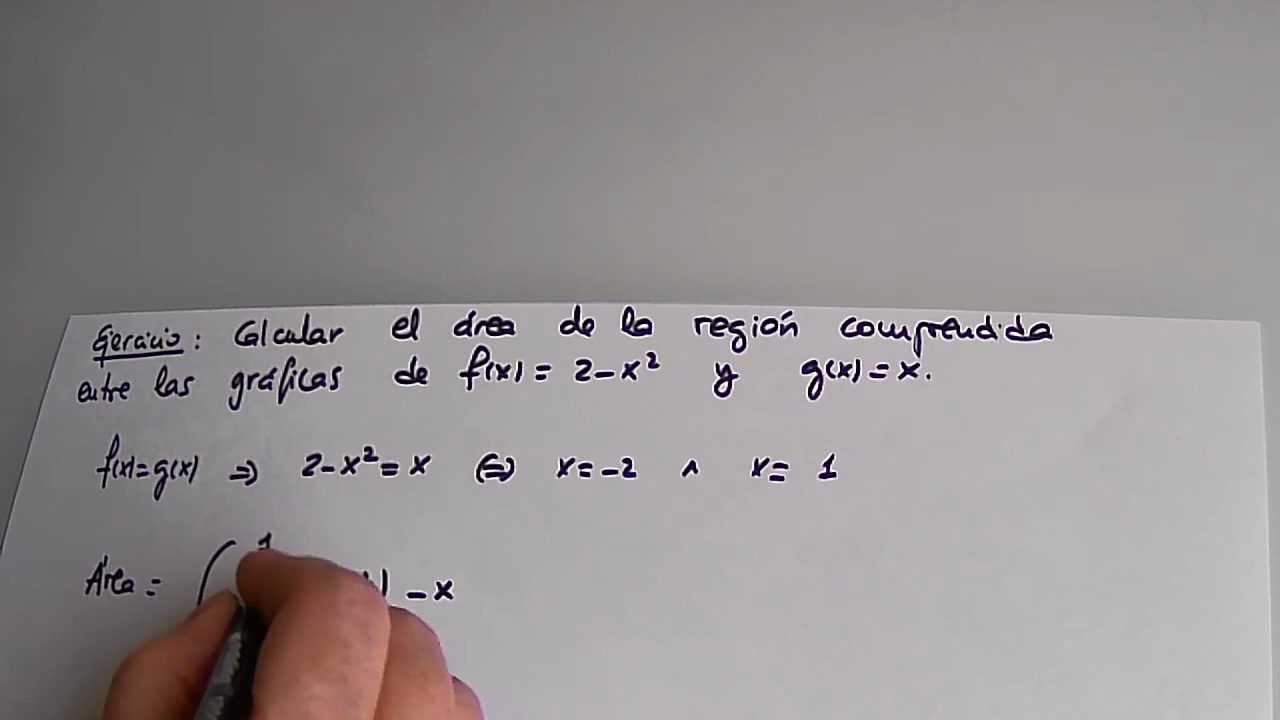 Ejercicio: Calcular el área de la región comprendida
entre las gráficas de f(x) = 2-x² y g(x) = x.
f(x)=g(x) ⇒ 2-x² = x ⇔ x=-2 ∧ x= 1
Área = ∫ 1 - x